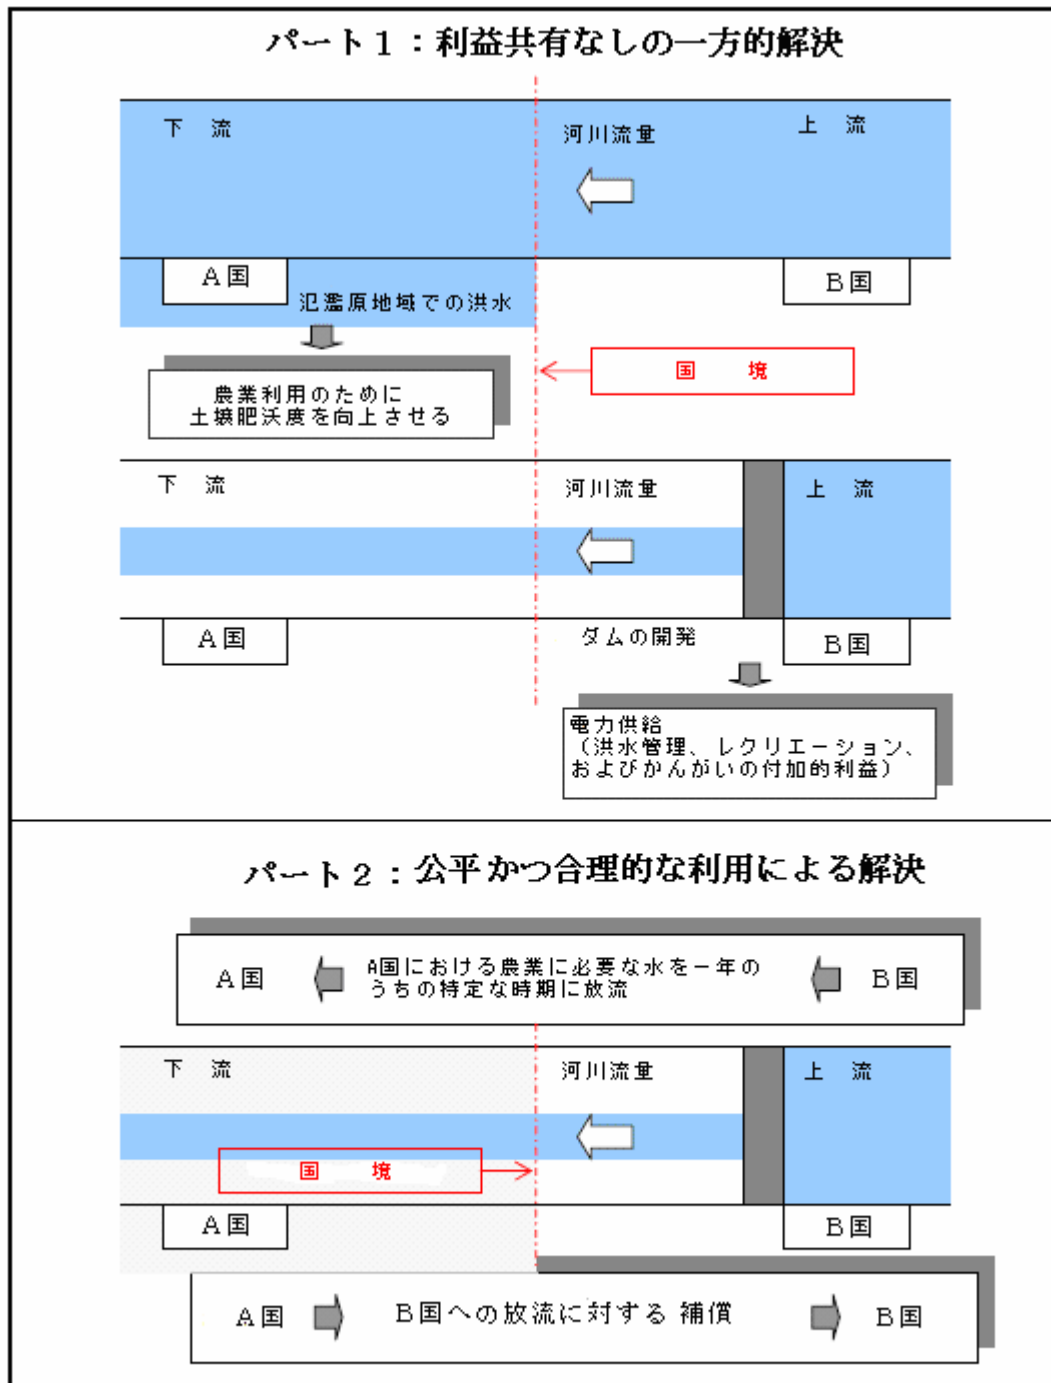 パート１：利益共有なしの一方的解決
下　流
河川流量
上　流
Ａ国
Ｂ国
氾濫原地域での洪水
国　境
農業利用のために
土壌肥沃度を向上させる
下　流
河川流量
上　流
Ａ国
ダムの開発
Ｂ国
電力供給
（洪水管理、レクリエーション、
およびかんがいの付加的利益）
パート２：公平かつ合理的な利用による解決
Ａ国
A国における農業に必要な水を一年の
うちの特定な時期に放流
Ｂ国
下　流
河川流量
上　流
国　境
Ａ国
Ｂ国
Ａ国
Ｂ国への放流に対する 補償
Ｂ国